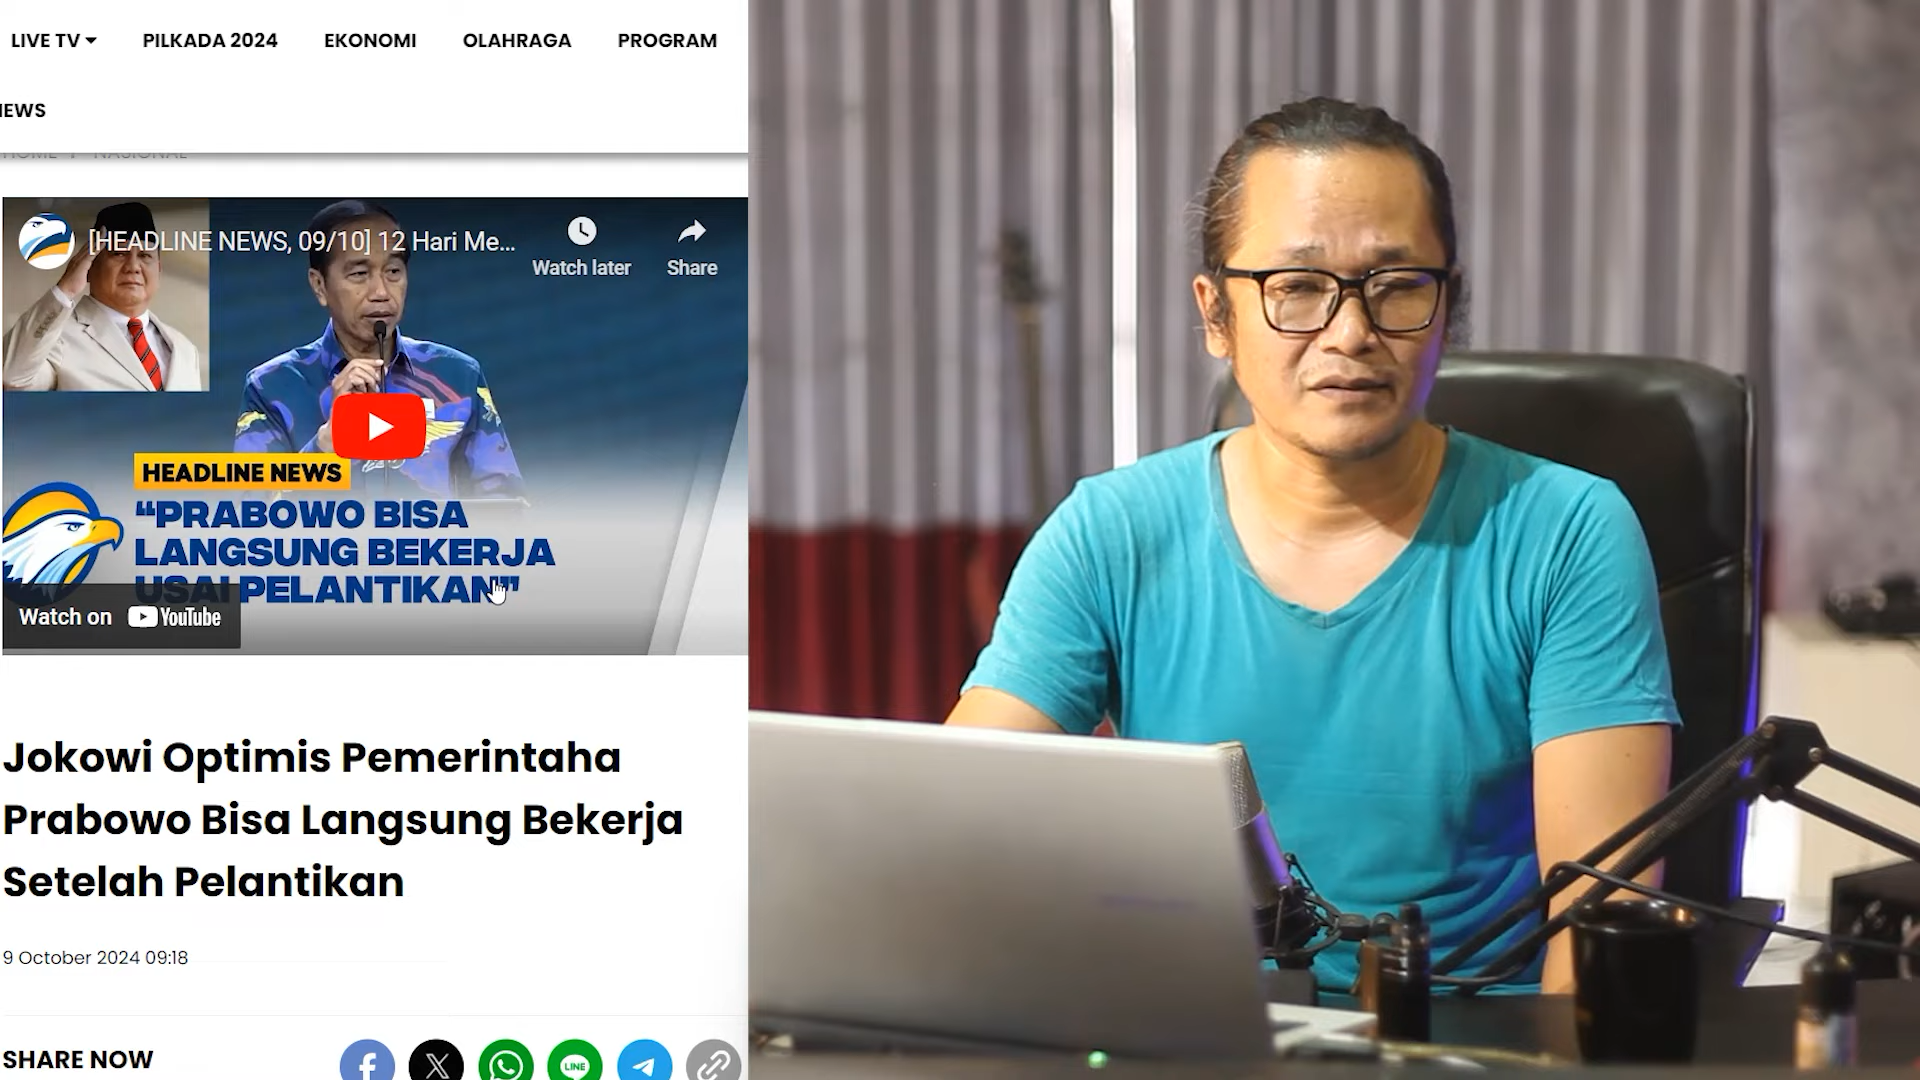 LIVE TV
PILKADA 2024
EKONOMI
OLAHRAGA
PROGRAM
HOME
NASIONAL
[HEADLINE NEWS, 09/10] 12 Hari Me...
Watch later
Share
HEADLINE NEWS
“PRABOWO BISA
LANGSUNG BEKERJA
USAI PELANTIKAN”
Watch on YouTube
Jokowi Optimis Pemerintaha
Prabowo Bisa Langsung Bekerja
Setelah Pelantikan
9 October 2024 09:18
SHARE NOW
LINE